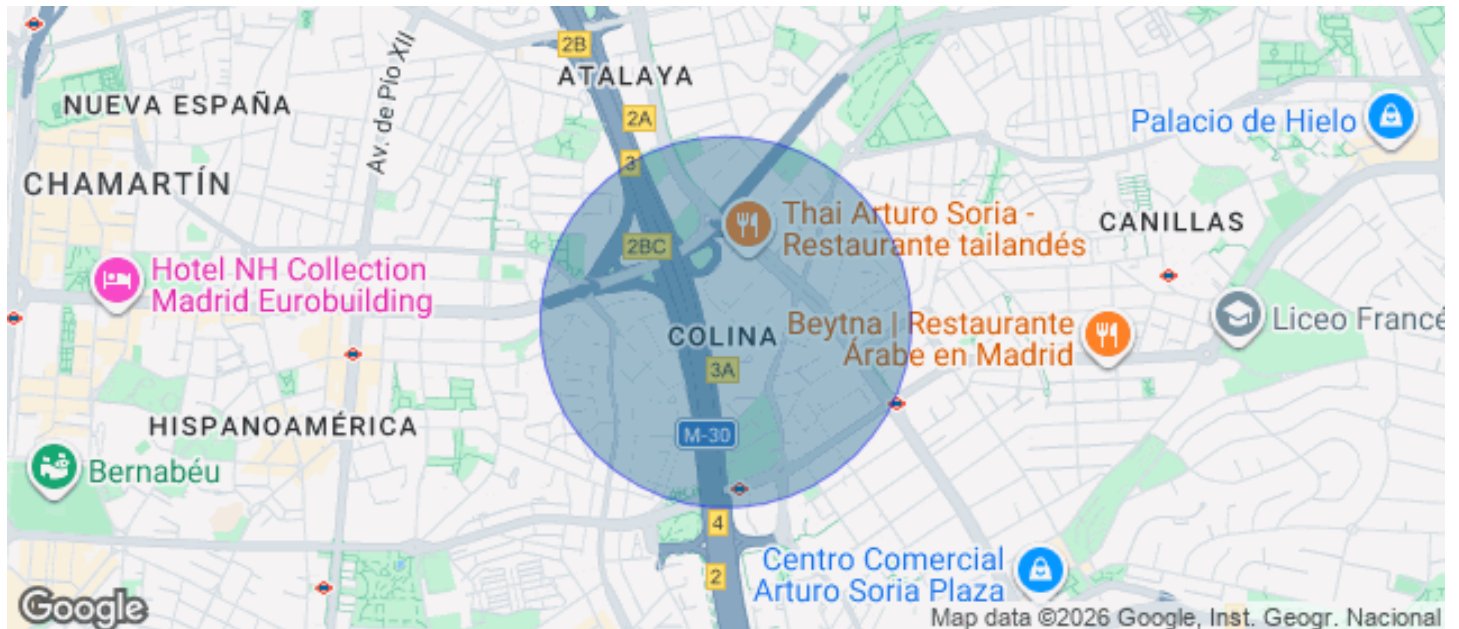 2B
ATALAYA
NUEVA ESPAÑA
Av. de Pío XII
2A
Palacio de Hielo
3
CHAMARTÍN
Thai Arturo Soria -
Restaurante tailandés
CANILLAS
2BC
Hotel NH Collection
Madrid Eurobuilding
COLINA
Beytna | Restaurante
Árabe en Madrid
Liceo Francé
3A
HISPANOAMÉRICA
M-30
Bernabéu
4
Centro Comercial
Arturo Soria Plaza
2
Google
Map data ©2026 Google, Inst. Geogr. Nacional